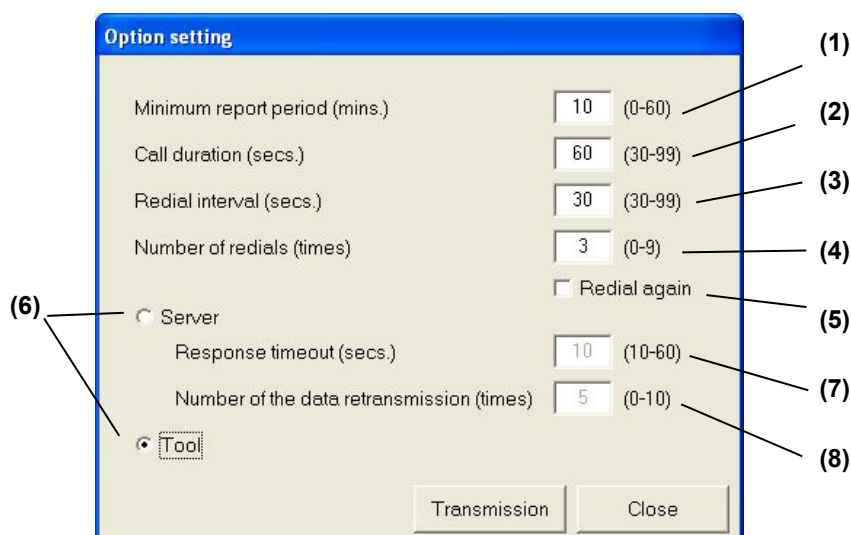 Option setting
(1)
Minimum report period (mins.) 10 (0-60)
(2)
Call duration (secs.) 60 (30-99)
(3)
Redial interval (secs.) 30 (30-99)
Number of redials (times) 3 (0-9)
(4)
Redial again
(5)
(6)
Server
Response timeout (secs.) 10 (10-60)
(7)
Number of the data retransmission (times) 5 (0-10)
(8)
Tool
Transmission Close